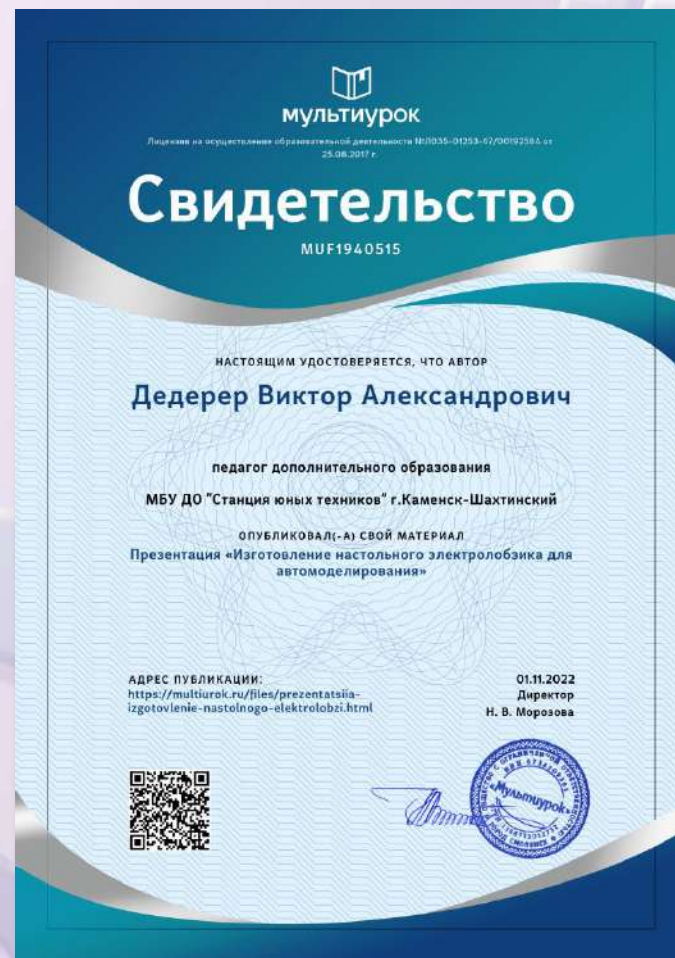 мультиурок
Лицензия на осуществление образовательной деятельности №Л035-01253-67/00192584 от
25.08.2017 г.
Свидетельство
MUF1940515
НАСТОЯЩИМ УДОСТОВЕРЯЕТСЯ, ЧТО АВТОР
Дедерер Виктор Александрович
педагог дополнительного образования
МБУ ДО "Станция юных техников" г.Каменск-Шахтинский
ОПУБЛИКОВАЛ(-А) СВОЙ МАТЕРИАЛ
Презентация «Изготовление настольного электролобзика для
автомоделирования»
АДРЕС ПУБЛИКАЦИИ:
https://multiurok.ru/files/prezentatsiia-
izgotovlenie-nastolnogo-elektrolobzi.html
01.11.2022
Директор
Н. В. Морозова
«Мультиурок»